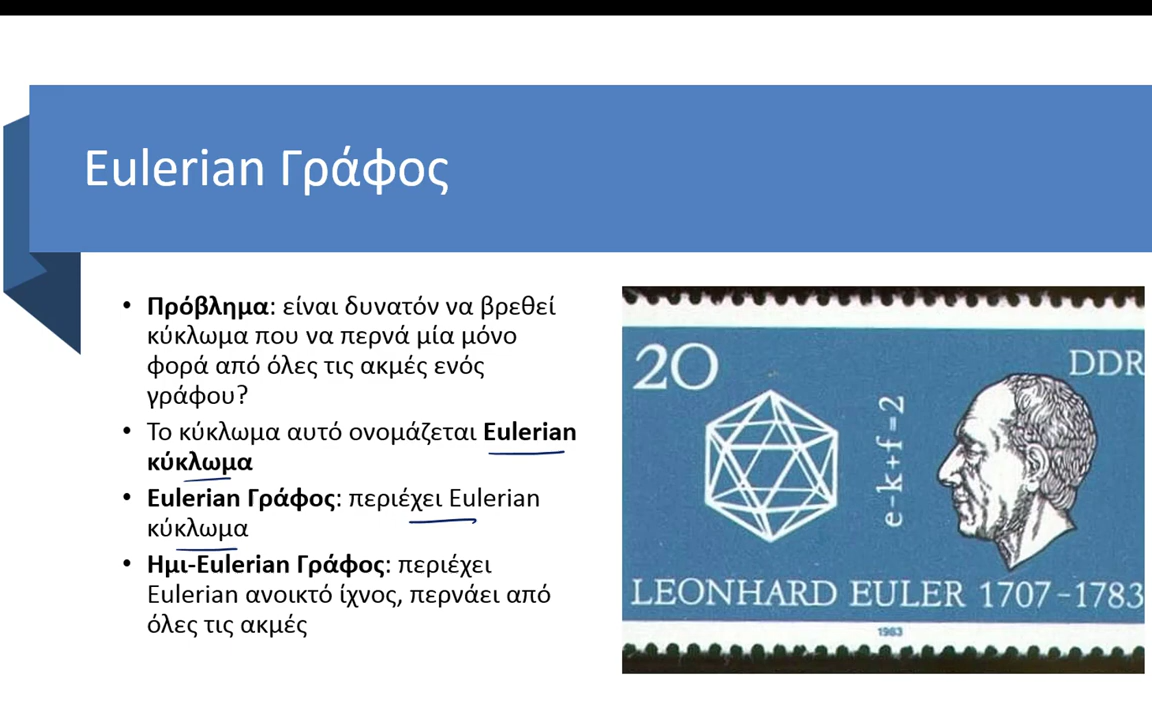 Eulerian Γράφος
• Πρόβλημα: είναι δυνατόν να βρεθεί
κύκλωμα που να περνά μία μόνο
φορά από όλες τις ακμές ενός
γράφου?
• Το κύκλωμα αυτό ονομάζεται Eulerian
κύκλωμα
• Eulerian Γράφος: περιέχει Eulerian
κύκλωμα
• Ημι-Eulerian Γράφος: περιέχει
Eulerian ανοικτό ίχνος, περνάει από
όλες τις ακμές
20
DDR
e-k+f=2
LEONHARD EULER 1707-1783
1983